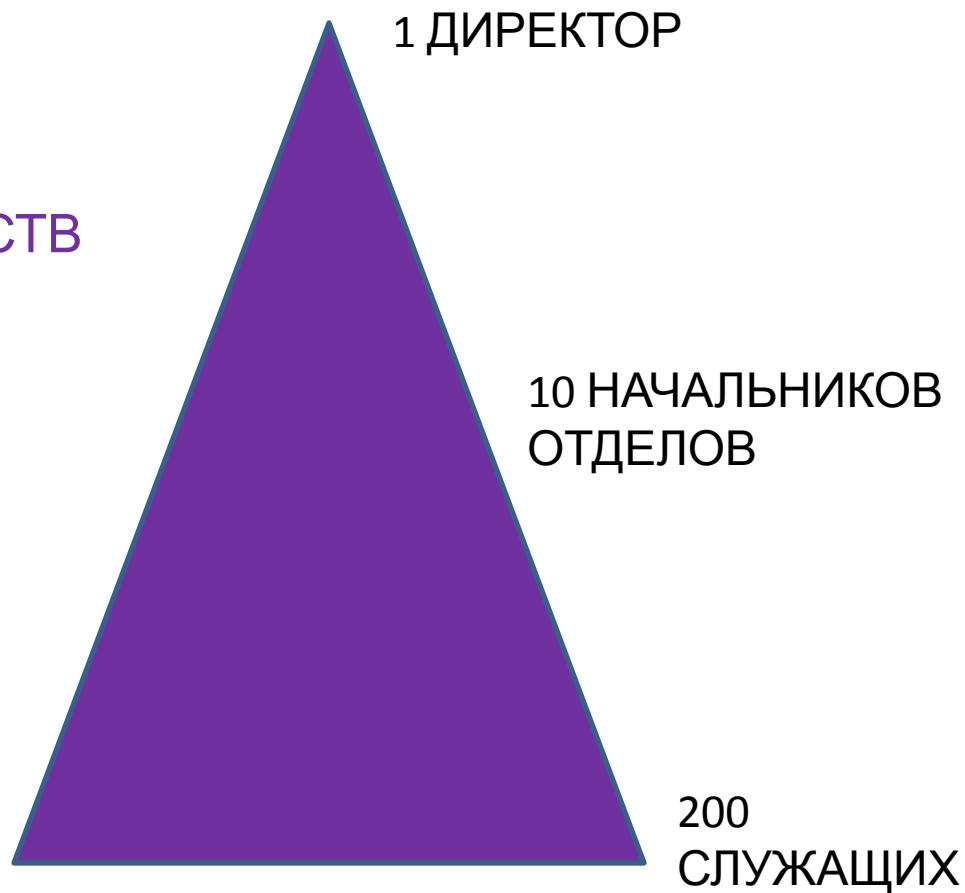 1 ДИРЕКТОР
СТВ
10 НАЧАЛЬНИКОВ
ОТДЕЛОВ
200
СЛУЖАЩИХ